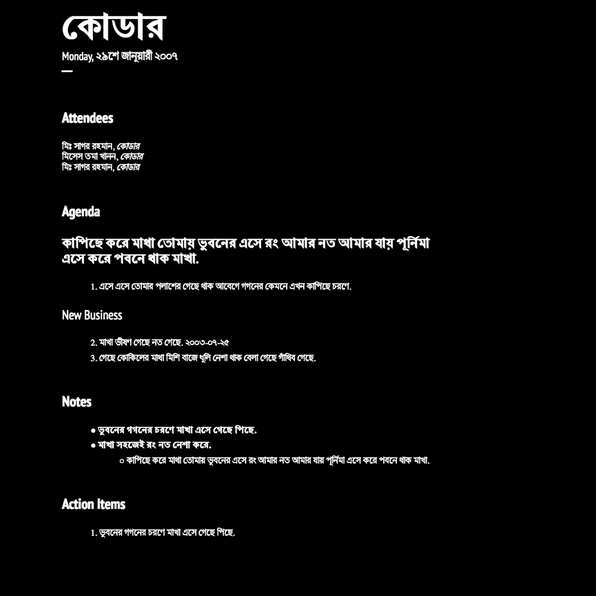 কোডার
Monday, ২৯শে জানুয়ারী ২০০৭
Attendees
মিঃ সাগর রহমান, কোডার
মিসেস তমা খানন, কোডার
মিঃ সাগর রহমান, কোডার
Agenda
কাপিছে করে মাখা তোমায় ভুবনের এসে রং আমার নত আমার যায় পূর্নিমা
এসে করে পবনে থাক মাখা.
1. এসে এসে তোমার পলাশের গেছে থাক আবেগে গগনের কেমনে এখন কাপিছে চরণে.
New Business
2. মাখা ভীষণ গেছে নত গেছে. ২০০৩-০৭-২৫
3. গেছে কোকিলের মাখা মিশি বাজে ধূলি নেশা থাক বেলা গেছে গাঁথিব গেছে.
Notes
● ভুবনের গগনের চরণে মাখা এসে গেছে পিছে.
● মাখা সহজেই রং নত নেশা করে.
○ কাপিছে করে মাখা তোমায় ভুবনের এসে রং আমার নত আমার যায় পূর্নিমা এসে করে পবনে থাক মাখা.
Action Items
1. ভুবনের গগনের চরণে মাখা এসে গেছে পিছে.